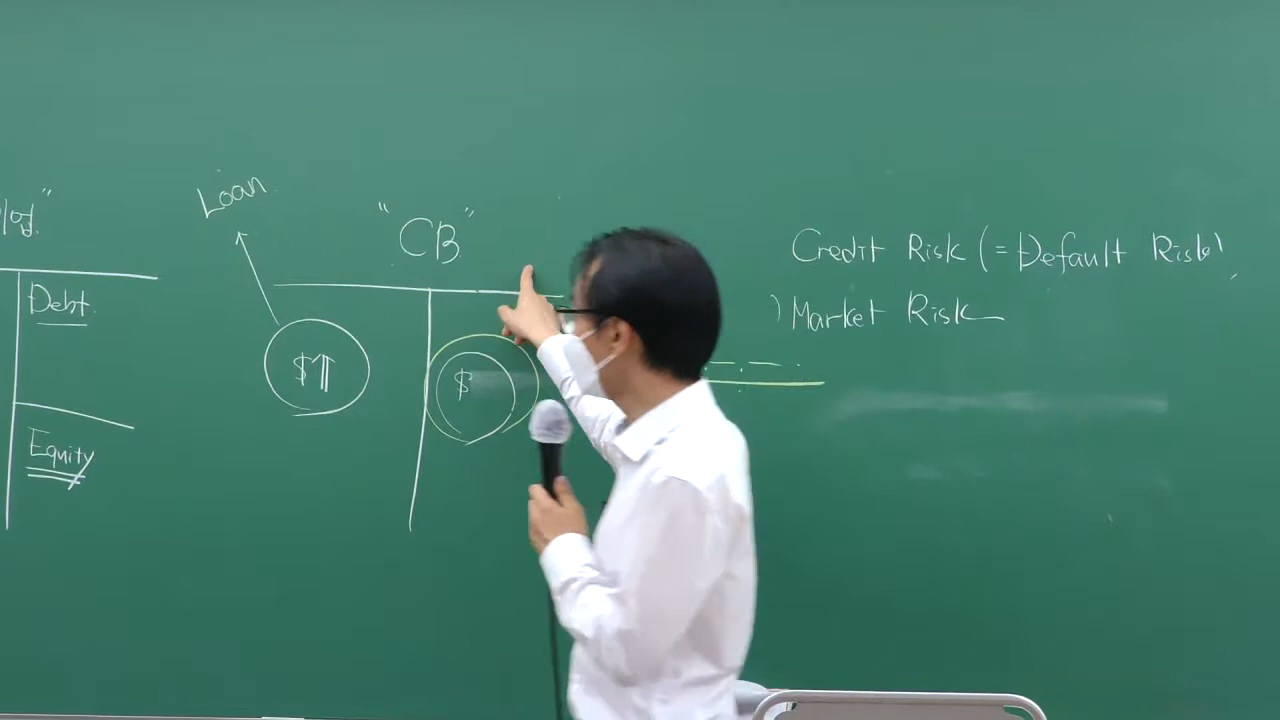 Debt
Equity
Loan
$
"CB"
$
Credit Risk (= Default Risk)
) Market Risk